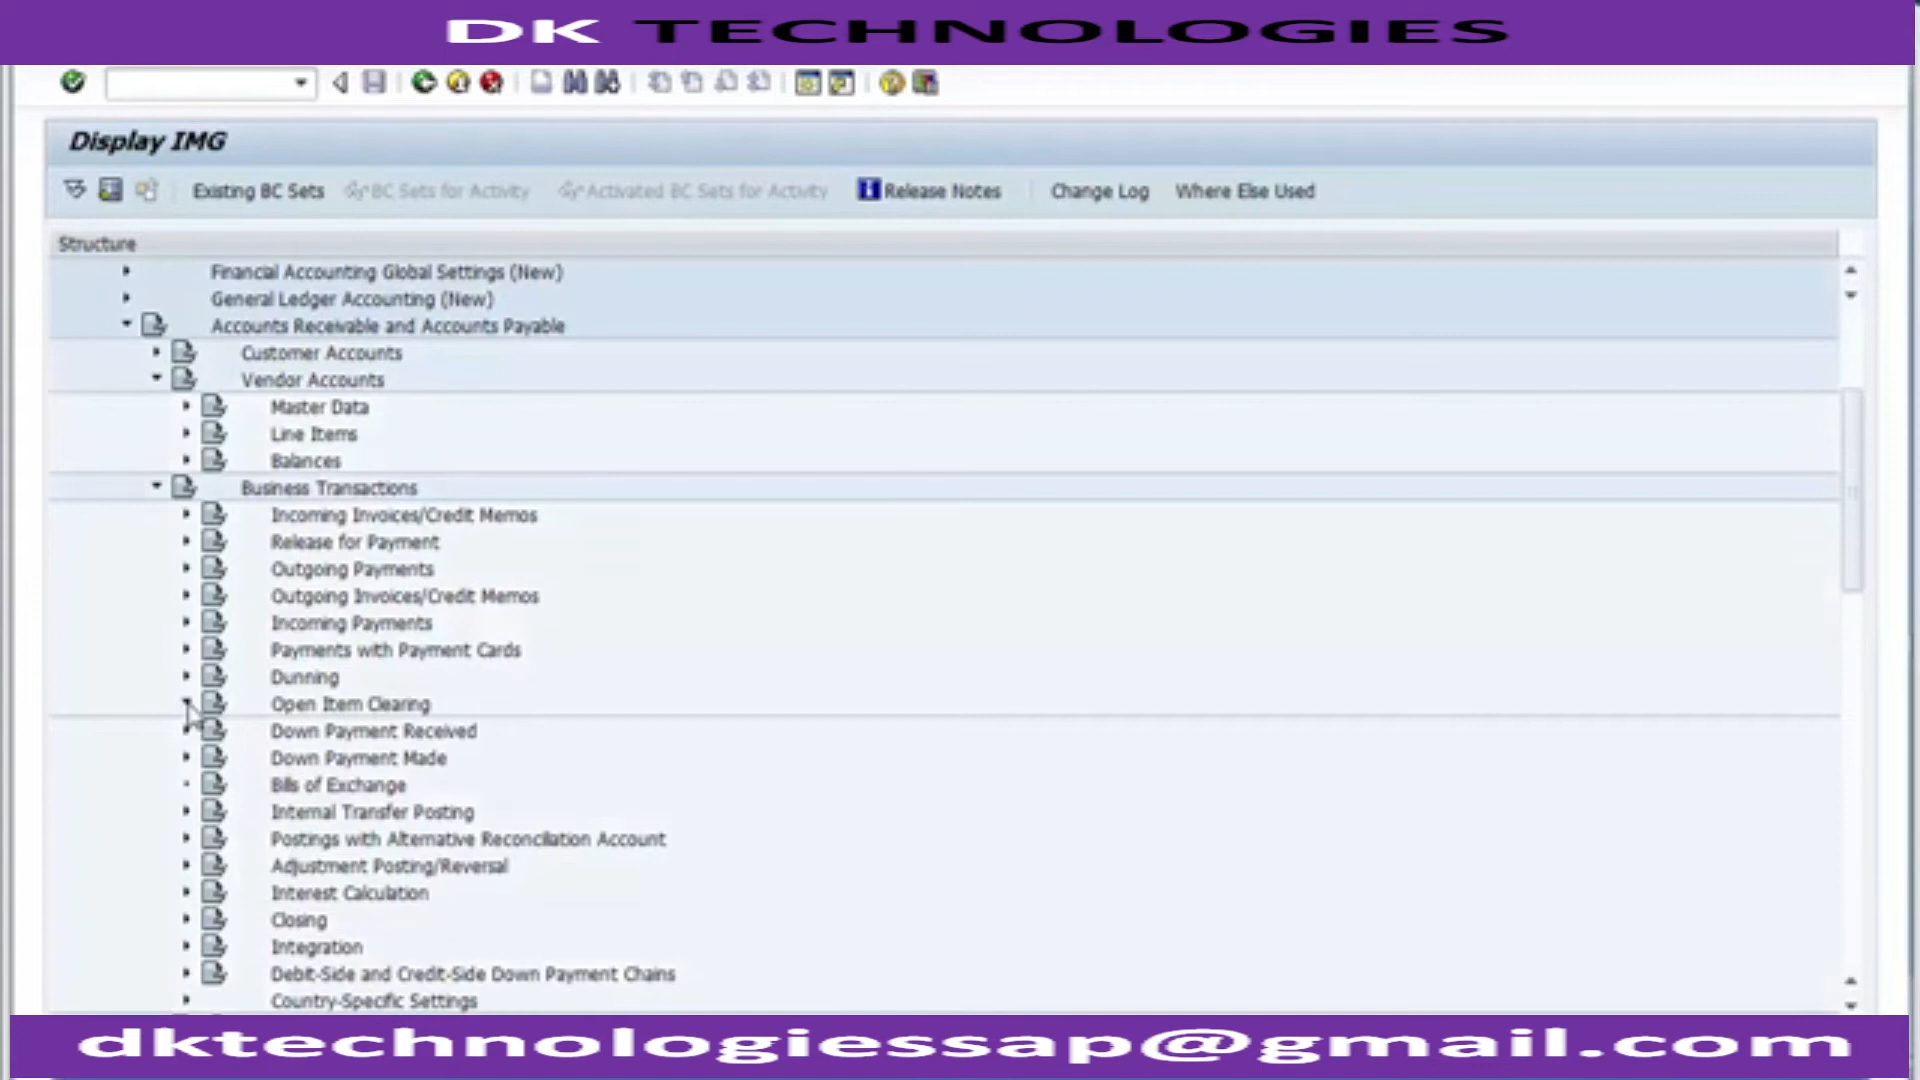 DK TECHNOLOGIES
Display IMG
Existing BC Sets BC Sets for Activity Activated BC Sets for Activity Release Notes Change Log Where Else Used
Structure
Financial Accounting Global Settings (New)
General Ledger Accounting (New)
Accounts Receivable and Accounts Payable
Customer Accounts
Vendor Accounts
Master Data
Line Items
Balances
Business Transactions
Incoming Invoices/Credit Memos
Release for Payment
Outgoing Payments
Outgoing Invoices/Credit Memos
Incoming Payments
Payments with Payment Cards
Dunning
Open Item Clearing
Down Payment Received
Down Payment Made
Bills of Exchange
Internal Transfer Posting
Postings with Alternative Reconciliation Account
Adjustment Posting/Reversal
Interest Calculation
Closing
Integration
Debit-Side and Credit-Side Down Payment Chains
Country-Specific Settings
dktechnologiessap@gmail.com